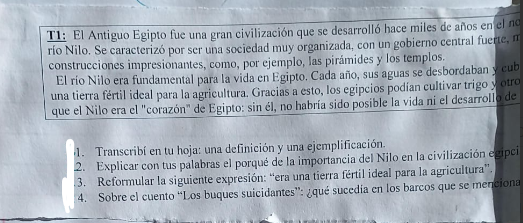 T1: El Antiguo Egipto fue una gran civilización que se desarrolló hace miles de años en el
río Nilo. Se caracterizó por ser una sociedad muy organizada, con un gobierno central fuerte,
construcciones impresionantes, como, por ejemplo, las pirámides y los templos.
El río Nilo era fundamental para la vida en Egipto. Cada año, sus aguas se desbordaban y cub
una tierra fértil ideal para la agricultura. Gracias a esto, los egipcios podían cultivar trigo y otro
que el Nilo era el "corazón" de Egipto: sin él, no habría sido posible la vida ni el desarrollo de
1. Transcribí en tu hoja: una definición y una ejemplificación.
2. Explicar con tus palabras el porqué de la importancia del Nilo en la civilización egipci
3. Reformular la siguiente expresión: “era una tierra fértil ideal para la agricultura”.
4. Sobre el cuento “Los buques suicidantes”: ¿qué sucedía en los barcos que se menciona